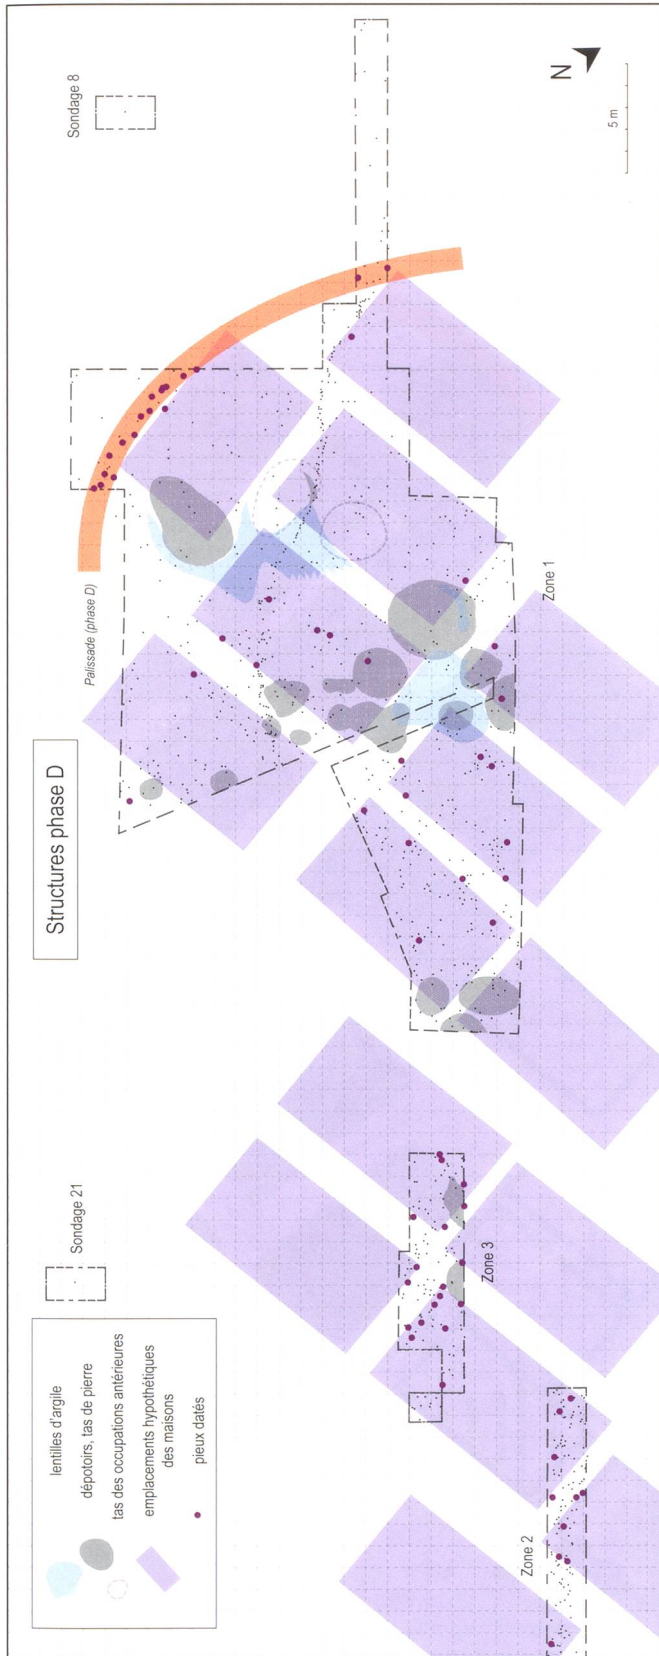 Structures phase D
Sondage 21
Sondage 8
lentilles d'argile
dépotoirs, tas de pierre
tas des occupations antérieures
emplacements hypothétiques
des maisons
pieux datés
Palissade (phase D)
Zone 2
Zone 3
Zone 1
N
5 m